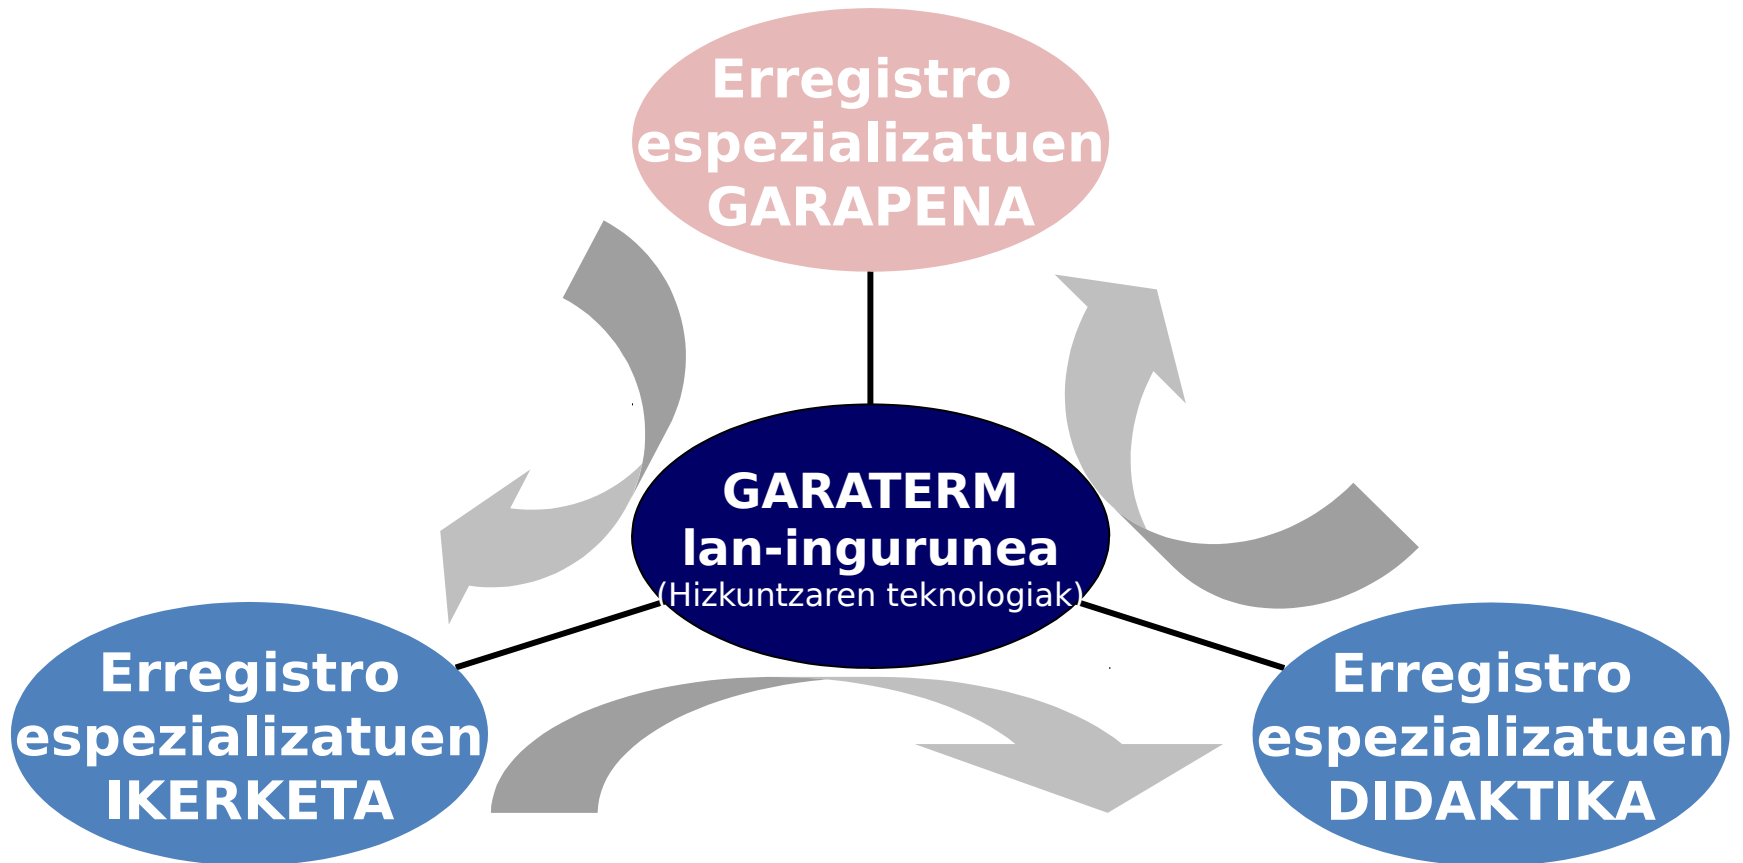 Erregistro
espezializatuen
GARAPENA
GARATERM
lan-ingurunea
(Hizkuntzaren teknologiak)
Erregistro
espezializatuen
IKERKETA
Erregistro
espezializatuen
DIDAKTIKA